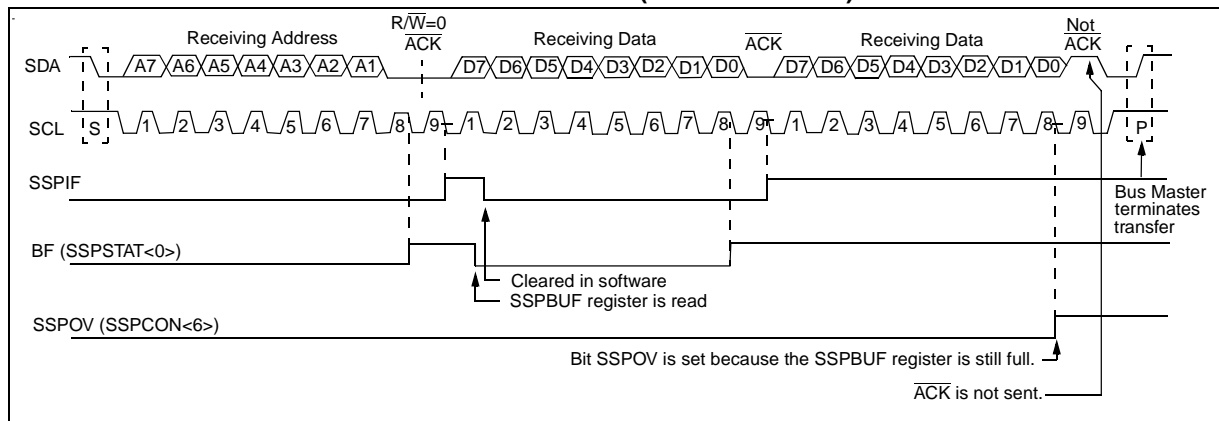 R/W=0
Receiving Address ACK Receiving Data ACK Receiving Data Not ACK
SDA A7 A6 A5 A4 A3 A2 A1 D7 D6 D5 D4 D3 D2 D1 D0 D7 D6 D5 D4 D3 D2 D1 D0
SCL S 1 2 3 4 5 6 7 8 9 1 2 3 4 5 6 7 8 9 1 2 3 4 5 6 7 8 9 P
SSPIF
Bus Master
terminates
transfer
BF (SSPSTAT<0>)
Cleared in software
SSPBUF register is read
SSPOV (SSPCON<6>)
Bit SSPOV is set because the SSPBUF register is still full.
ACK is not sent.